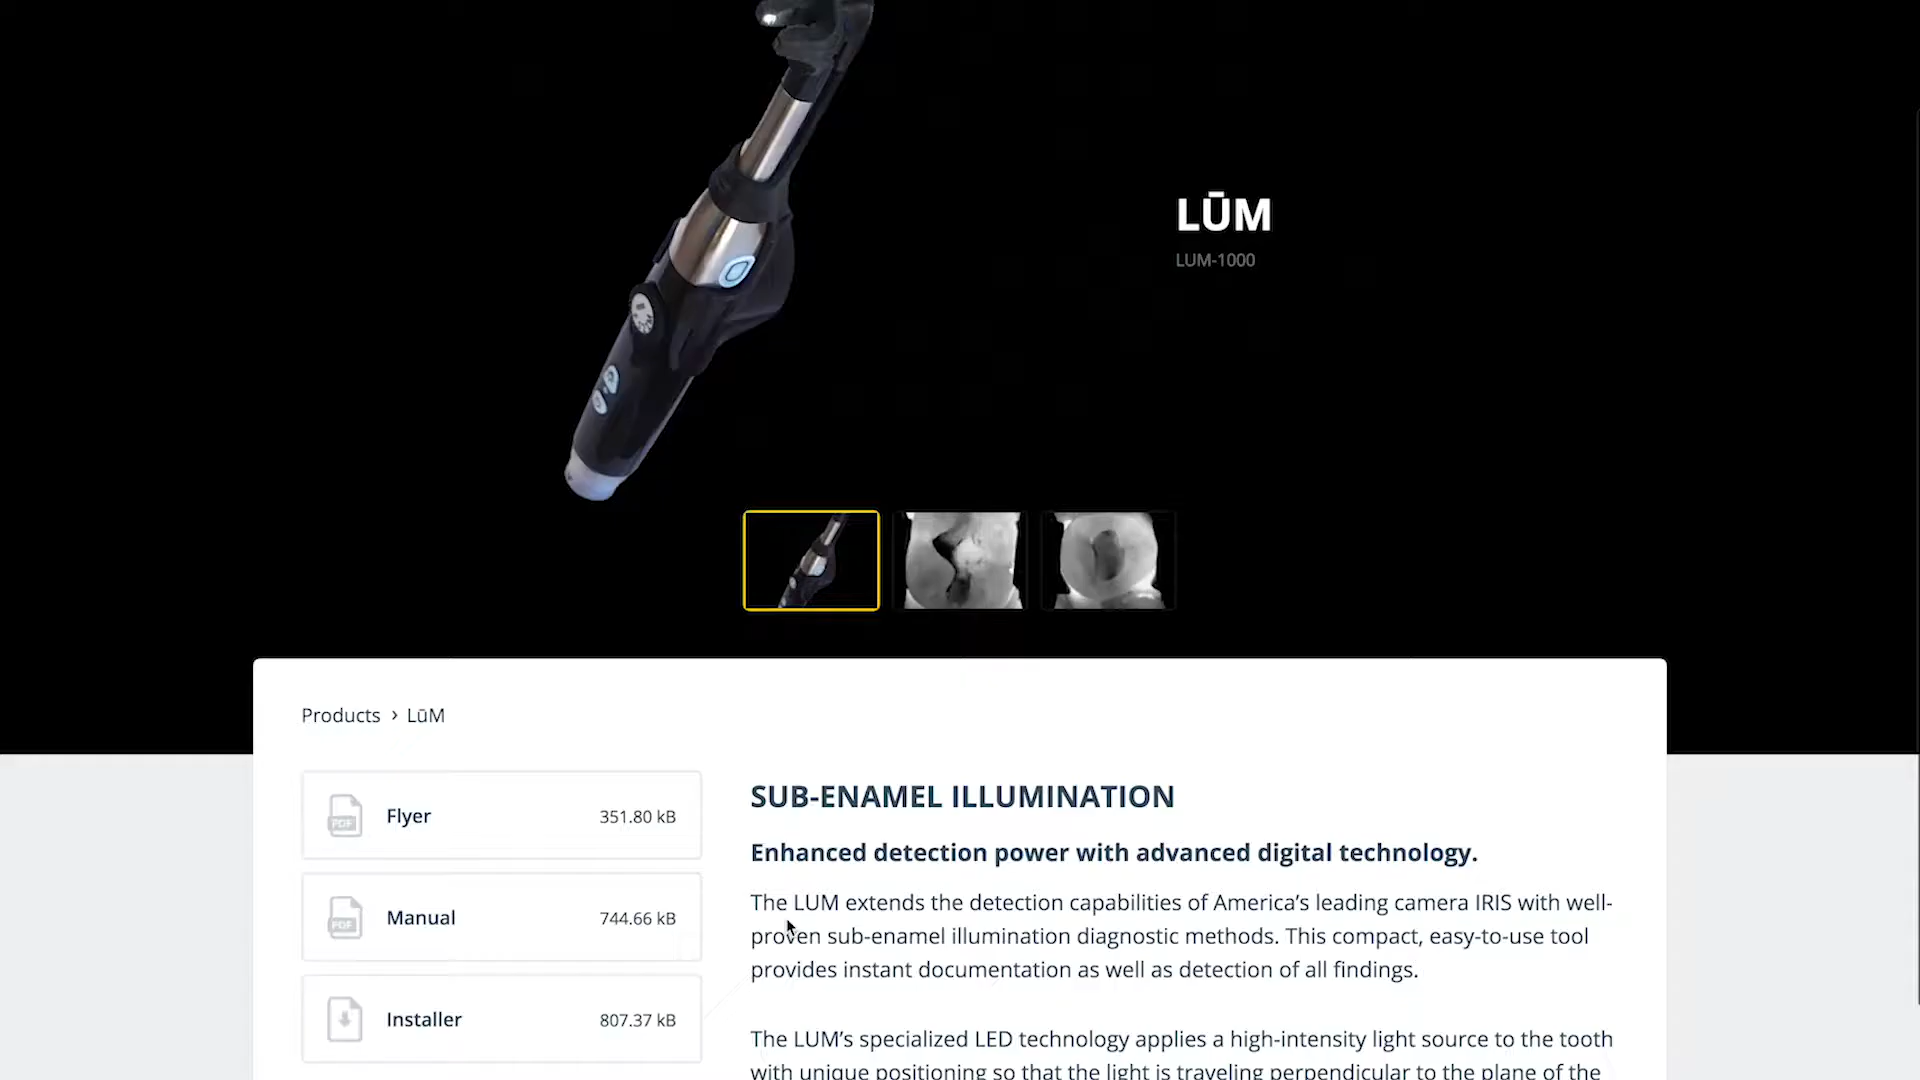 LŪM
LUM-1000
Products › LūM
Flyer 351.80 kB
Manual 744.66 kB
Installer 807.37 kB
SUB-ENAMEL ILLUMINATION
Enhanced detection power with advanced digital technology.
The LUM extends the detection capabilities of America’s leading camera IRIS with well-
proven sub-enamel illumination diagnostic methods. This compact, easy-to-use tool
provides instant documentation as well as detection of all findings.
The LUM’s specialized LED technology applies a high-intensity light source to the tooth
with unique positioning so that the light is traveling perpendicular to the plane of the